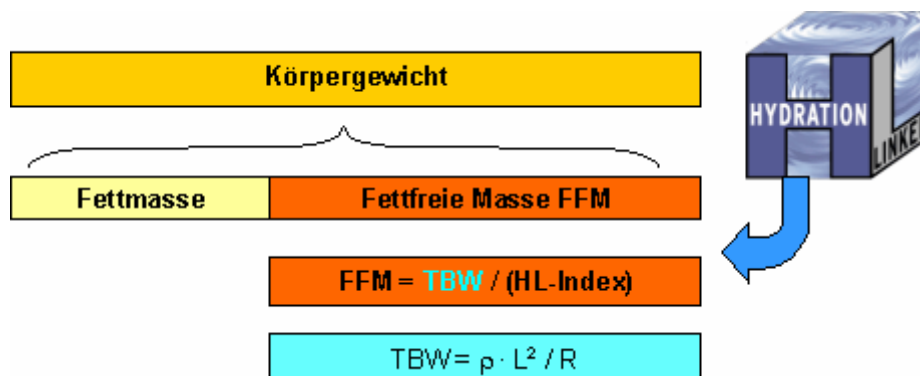 Körpergewicht
HYDRATION
LINKER
Fettmasse
Fettfreie Masse FFM
FFM = TBW / (HL-Index)
TBW = ρ · L² / R